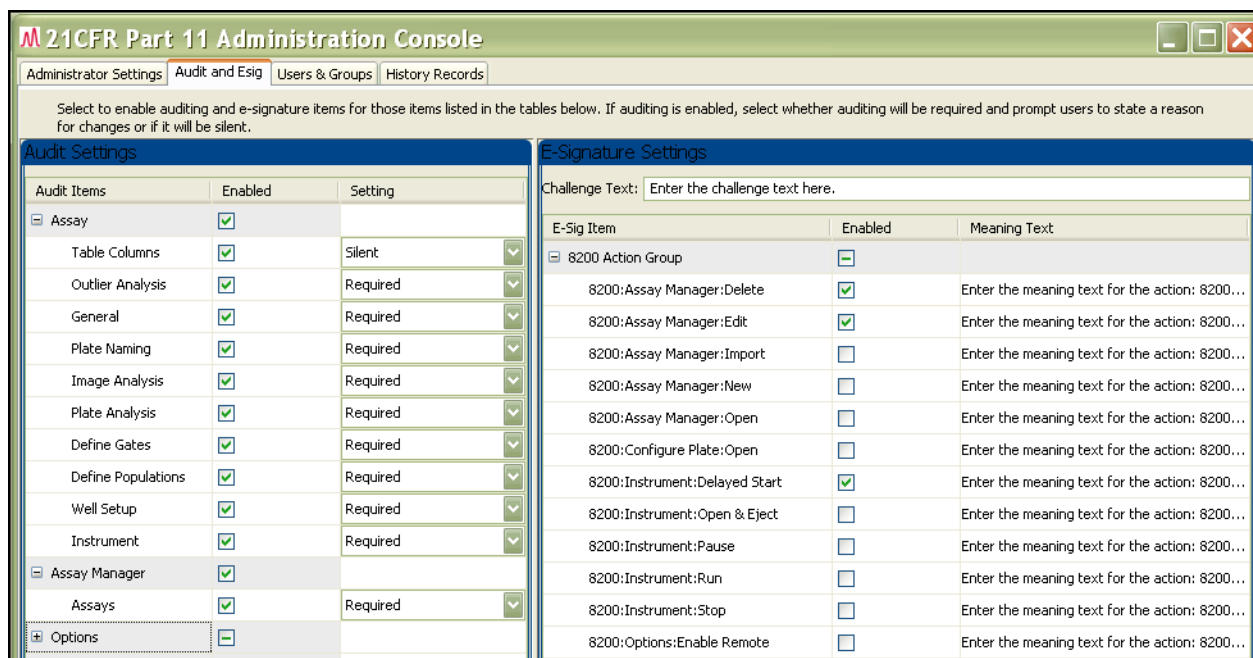 21CFR Part 11 Administration Console
Administrator Settings Audit and Esig Users & Groups History Records
Select to enable auditing and e-signature items for those items listed in the tables below. If auditing is enabled, select whether auditing will be required and prompt users to state a reason
for changes or if it will be silent.
Audit Settings
Audit Items Enabled Setting
Assay
Table Columns Silent
Outlier Analysis Required
General Required
Plate Naming Required
Image Analysis Required
Plate Analysis Required
Define Gates Required
Define Populations Required
Well Setup Required
Instrument Required
Assay Manager
Assays Required
Options
E-Signature Settings
Challenge Text: Enter the challenge text here.
E-Sig Item Enabled Meaning Text
8200 Action Group
8200:Assay Manager:Delete Enter the meaning text for the action: 8200...
8200:Assay Manager:Edit Enter the meaning text for the action: 8200...
8200:Assay Manager:Import Enter the meaning text for the action: 8200...
8200:Assay Manager:New Enter the meaning text for the action: 8200...
8200:Assay Manager:Open Enter the meaning text for the action: 8200...
8200:Configure Plate:Open Enter the meaning text for the action: 8200...
8200:Instrument:Delayed Start Enter the meaning text for the action: 8200...
8200:Instrument:Open & Eject Enter the meaning text for the action: 8200...
8200:Instrument:Pause Enter the meaning text for the action: 8200...
8200:Instrument:Run Enter the meaning text for the action: 8200...
8200:Instrument:Stop Enter the meaning text for the action: 8200...
8200:Options:Enable Remote Enter the meaning text for the action: 8200...